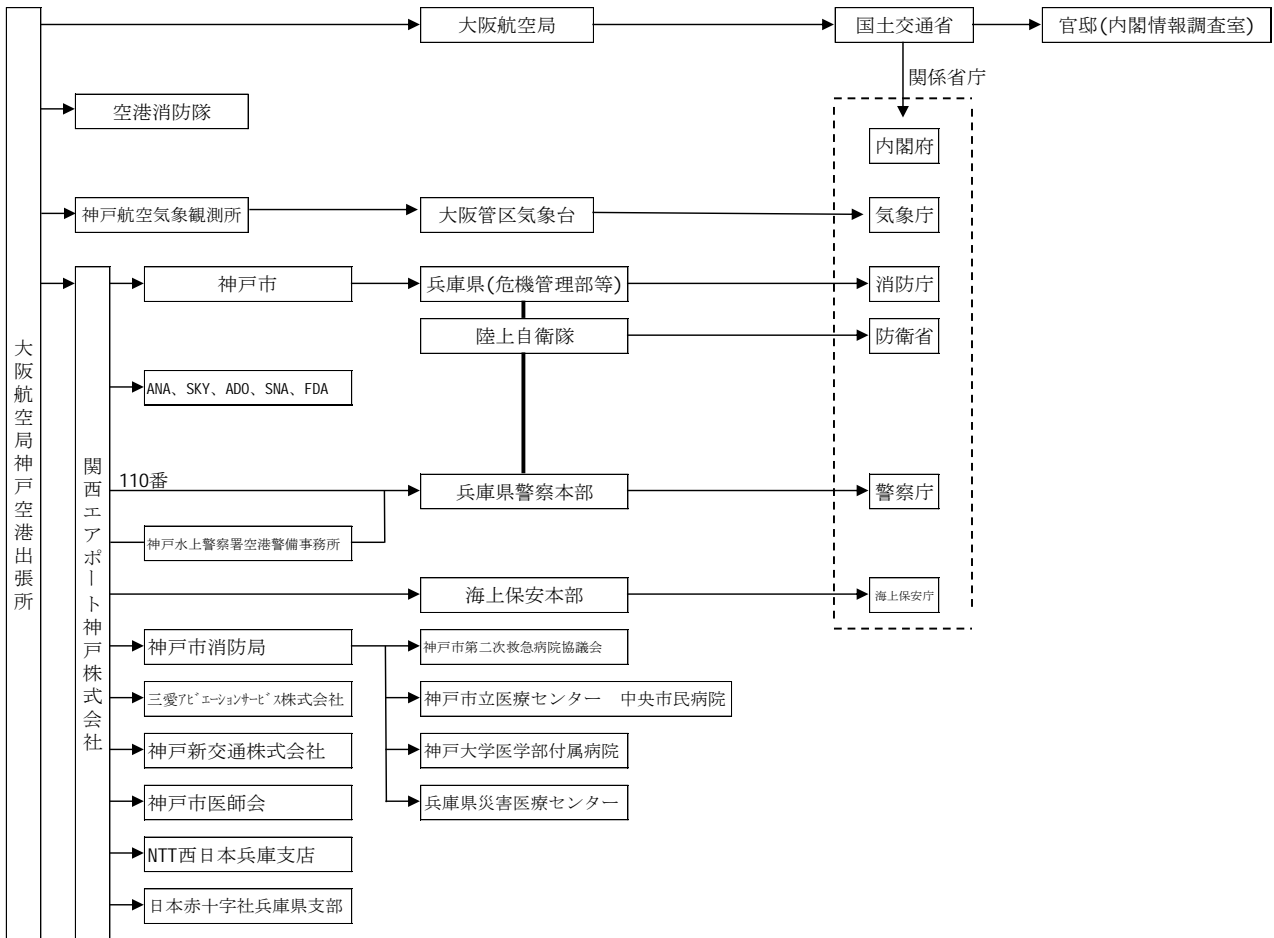 大阪航空局
国土交通省
官邸(内閣情報調査室)
関係省庁
空港消防隊
内閣府
神戸航空気象観測所
大阪管区気象台
気象庁
神戸市
兵庫県(危機管理部等)
消防庁
陸上自衛隊
防衛省
大阪航空局神戸空港出張所
ANA、SKY、ADO、SNA、FDA
関西エアポート神戸株式会社
110番
兵庫県警察本部
警察庁
神戸水上警察署空港警備事務所
海上保安本部
海上保安庁
神戸市消防局
神戸市第二次救急病院協議会
三愛アビエーションサービス株式会社
神戸市立医療センター　中央市民病院
神戸新交通株式会社
神戸大学医学部付属病院
神戸市医師会
兵庫県災害医療センター
NTT西日本兵庫支店
日本赤十字社兵庫県支部